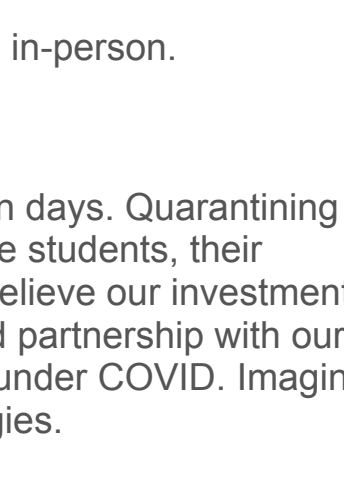 in-person.
n days. Quarantining
e students, their
elieve our investment
d partnership with our
under COVID. Imagin
gies.